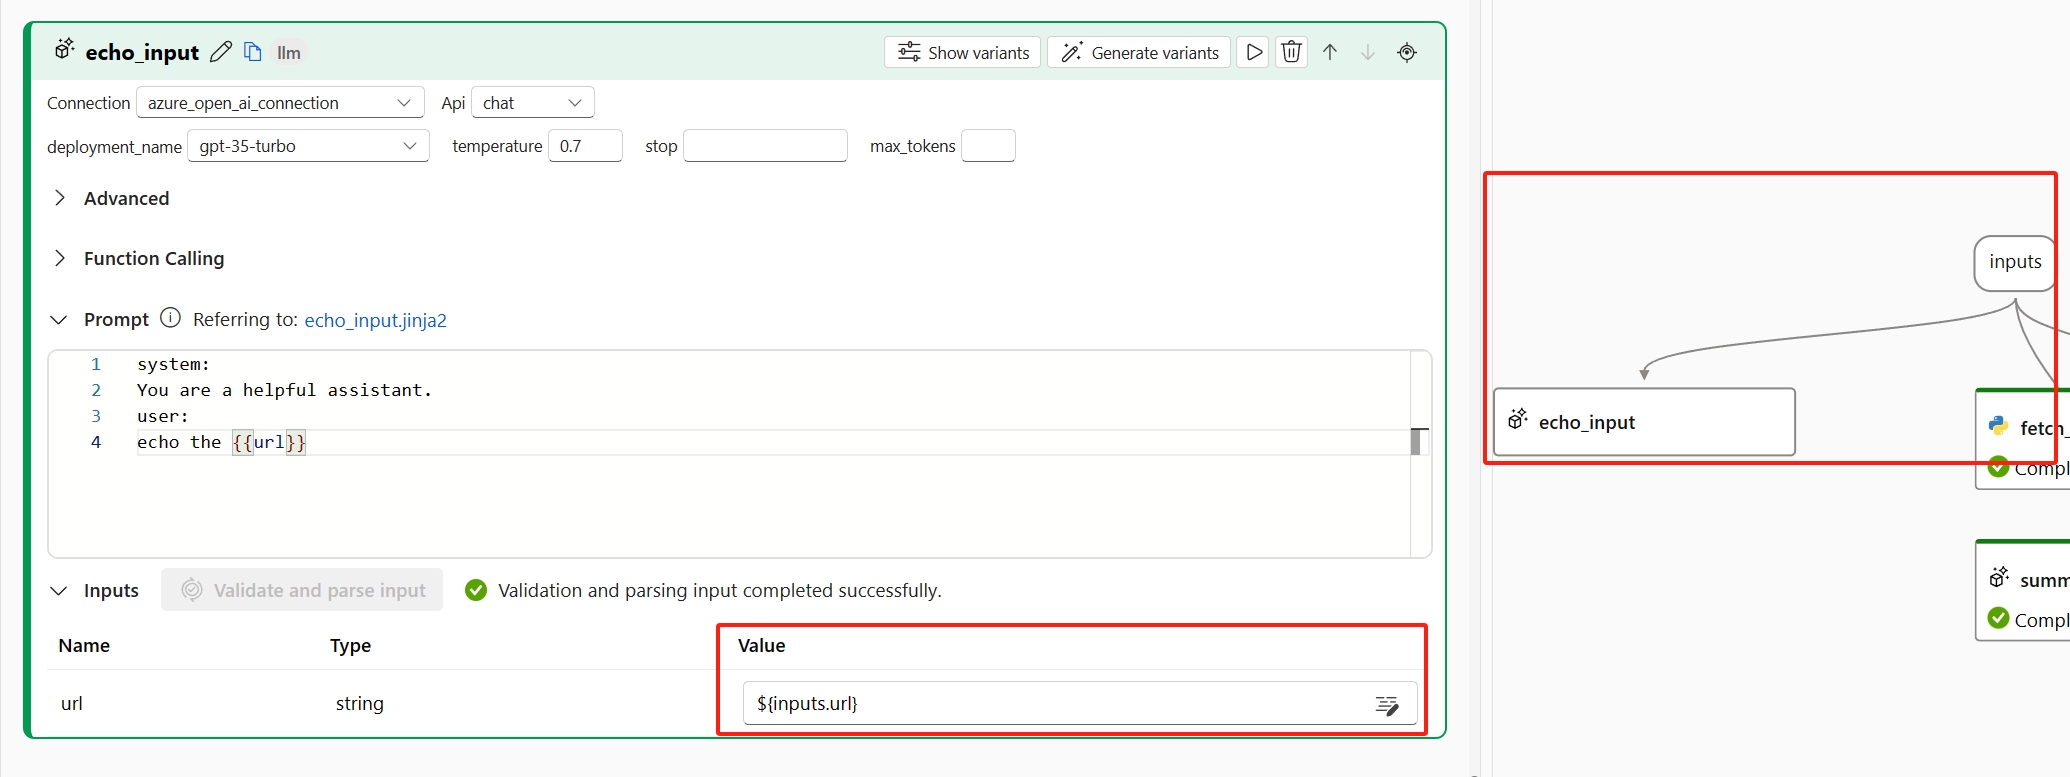 echo_input llm Show variants Generate variants
Connection azure_open_ai_connection Api chat
deployment_name gpt-35-turbo temperature 0.7 stop max_tokens
Advanced
Function Calling
Prompt Referring to: echo_input.jinja2
1 system:
2 You are a helpful assistant.
3 user:
4 echo the {{url}}
Inputs Validate and parse input Validation and parsing input completed successfully.
Name Type Value
url string ${inputs.url}
inputs
echo_input
fetch_
Compl
summ
Compl